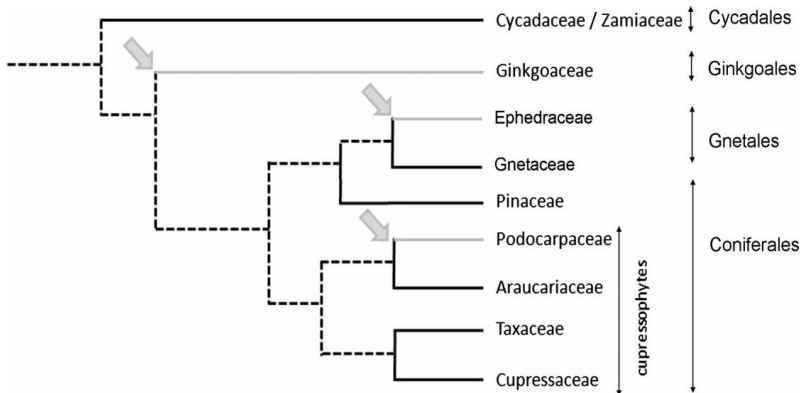 Cycadaceae / Zamiaceae
Cycadales
Ginkgoaceae
Ginkgoales
Ephedraceae
Gnetales
Gnetaceae
Pinaceae
Podocarpaceae
Coniferales
Araucariaceae
cupressophytes
Taxaceae
Cupressaceae